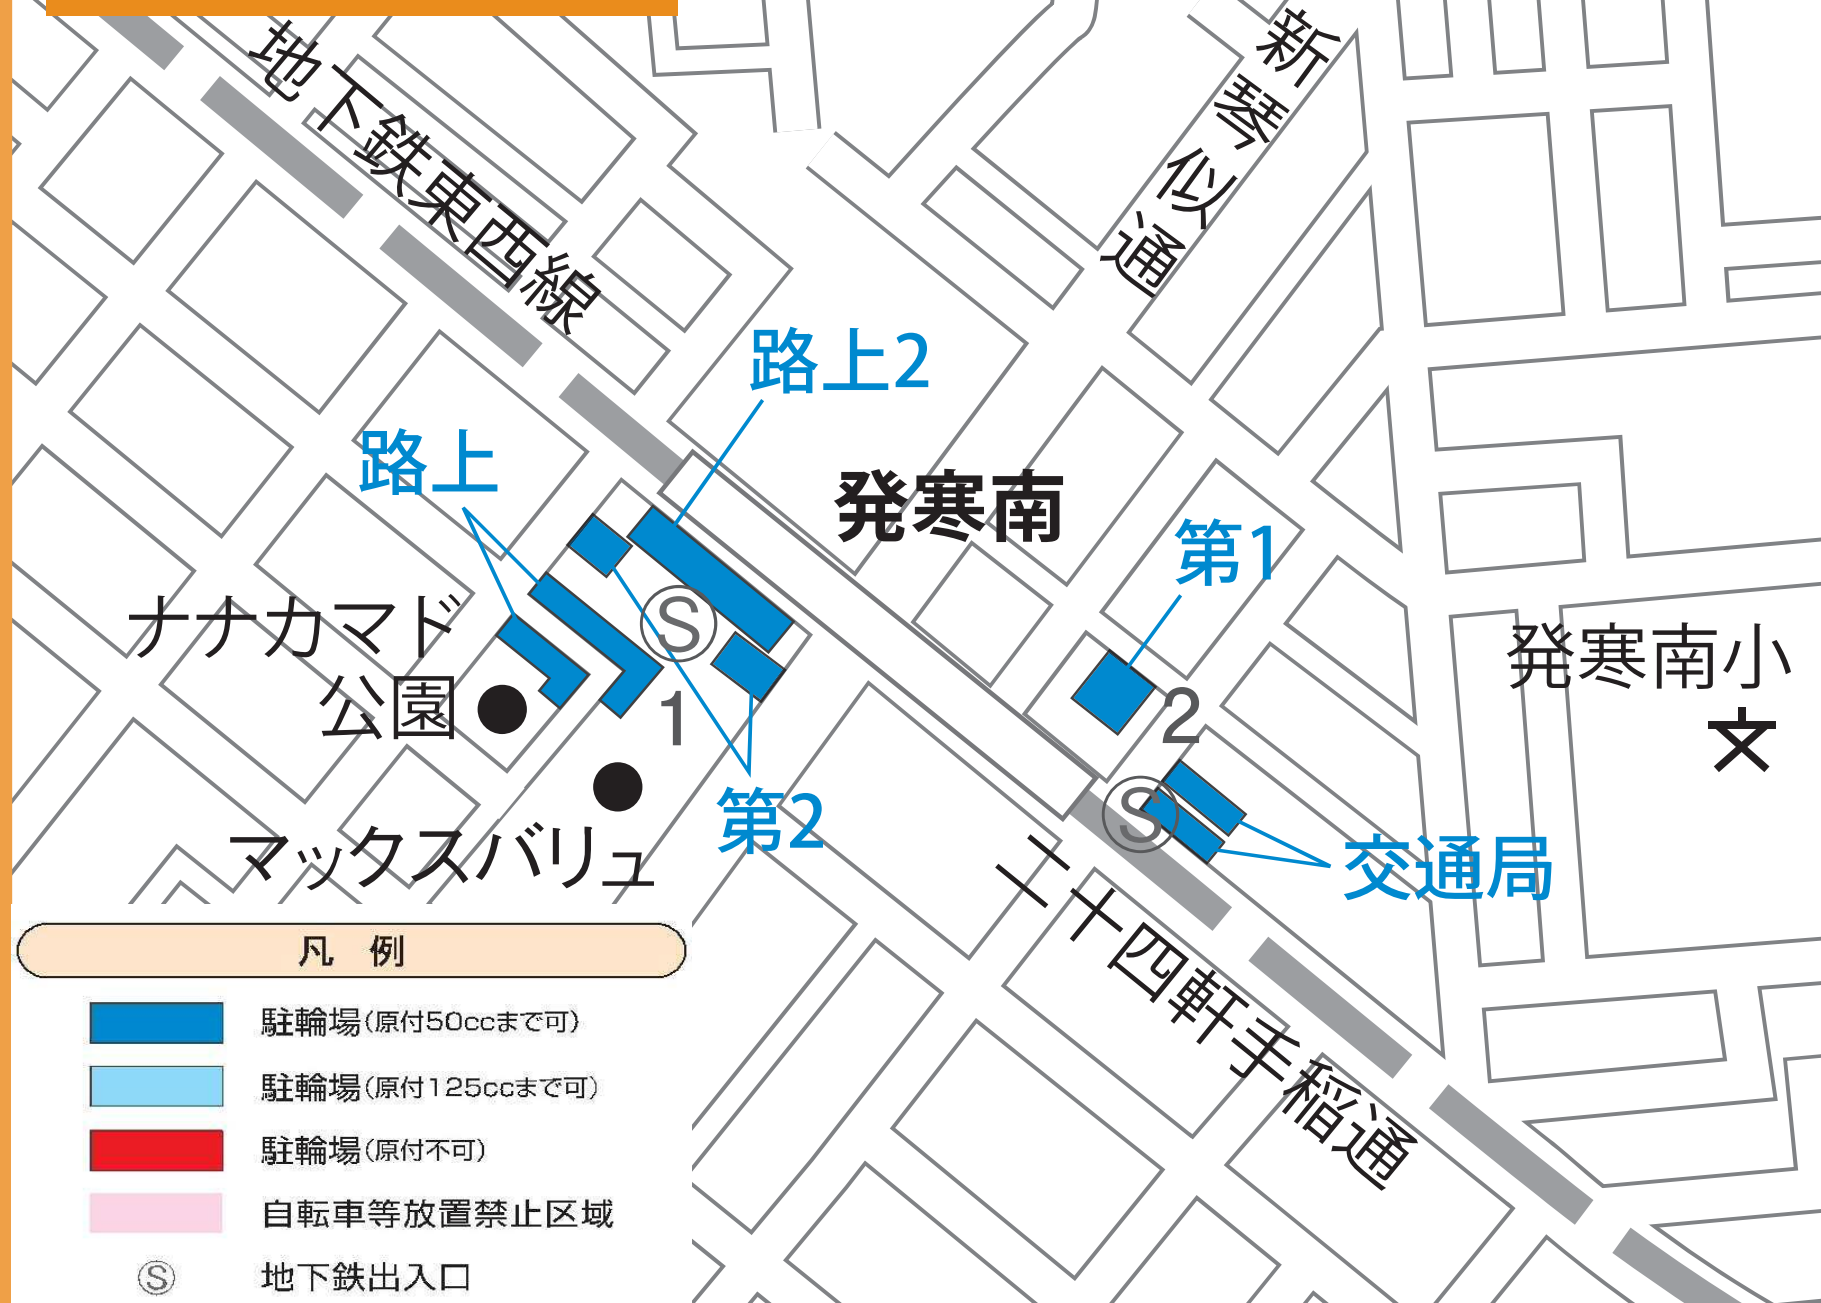 地下鉄東西線
新琴似通
路上2
路上
発寒南
第1
ナナカマド
公園
S
1
2
発寒南小
文
第2
マックスバリュ
S
交通局
二十四軒手稲通
凡 例
駐輪場(原付50ccまで可)
駐輪場(原付125ccまで可)
駐輪場(原付不可)
自転車等放置禁止区域
Ⓢ 地下鉄出入口